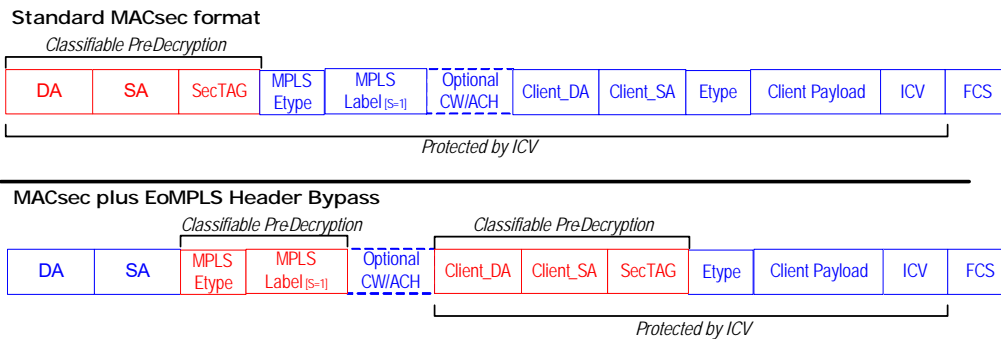 Standard MACsec format
Classifiable Pre-Decryption
DA SA SecTAG MPLS Etype MPLS Label [S=1] Optional CW/ACH Client_DA Client_SA Etype Client Payload ICV FCS
Protected by ICV
MACsec plus EoMPLS Header Bypass
Classifiable Pre-Decryption Classifiable Pre-Decryption
DA SA MPLS Etype MPLS Label [S=1] Optional CW/ACH Client_DA Client_SA SecTAG Etype Client Payload ICV FCS
Protected by ICV